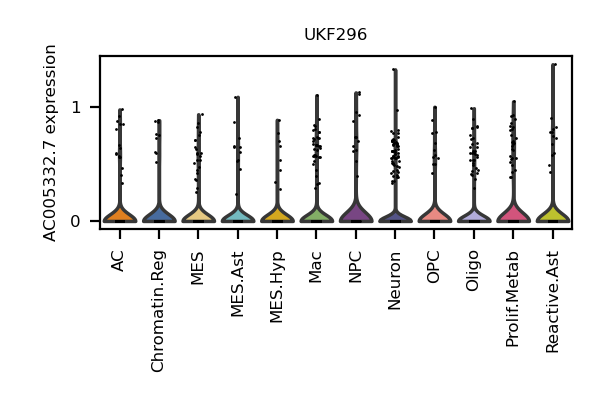 UKF296
AC005332.7 expression
1
0
AC
Chromatin.Reg
MES
MES.Ast
MES.Hyp
Mac
NPC
Neuron
OPC
Oligo
Prolif.Metab
Reactive.Ast